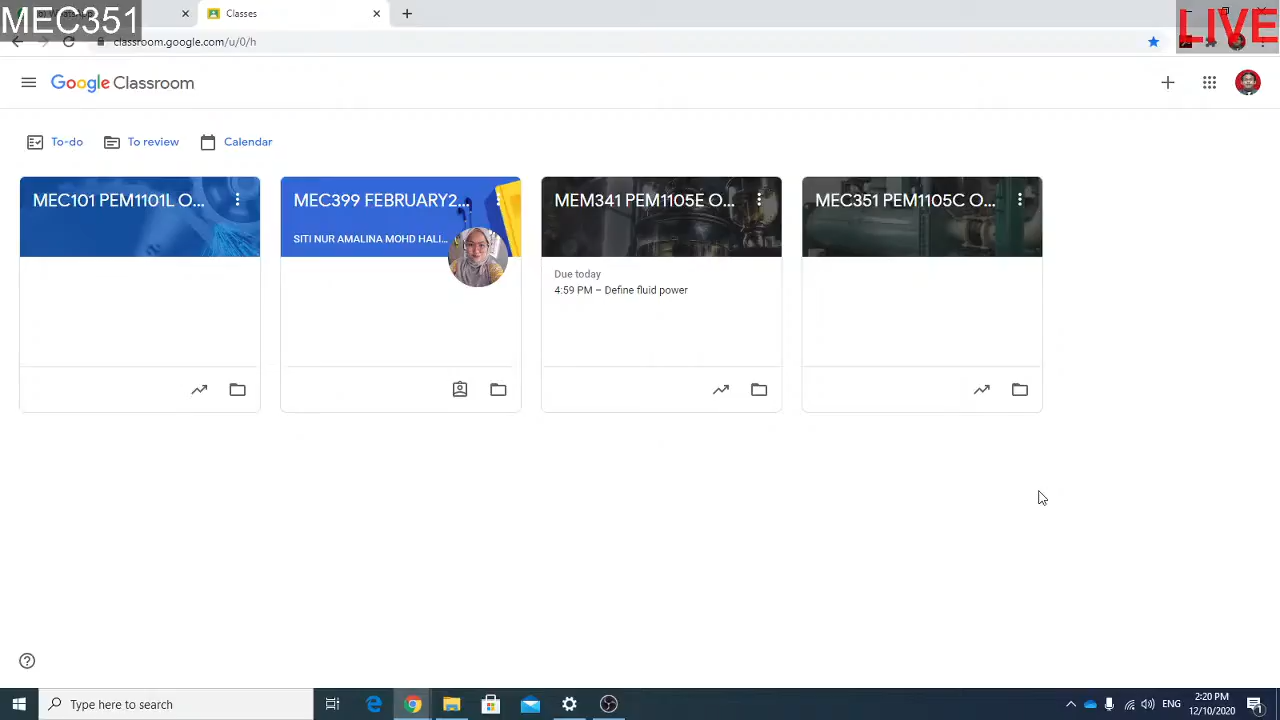 MEC351
WhatsApp
Classes
LIVE
classroom.google.com/u/0/h
Google Classroom
To-do
To review
Calendar
MEC101 PEM1101L O...
MEC399 FEBRUARY2...
SITI NUR AMALINA MOHD HALI...
MEM341 PEM1105E O...
Due today
4:59 PM – Define fluid power
MEC351 PEM1105C O...
Type here to search
ENG
2:20 PM
12/10/2020
1